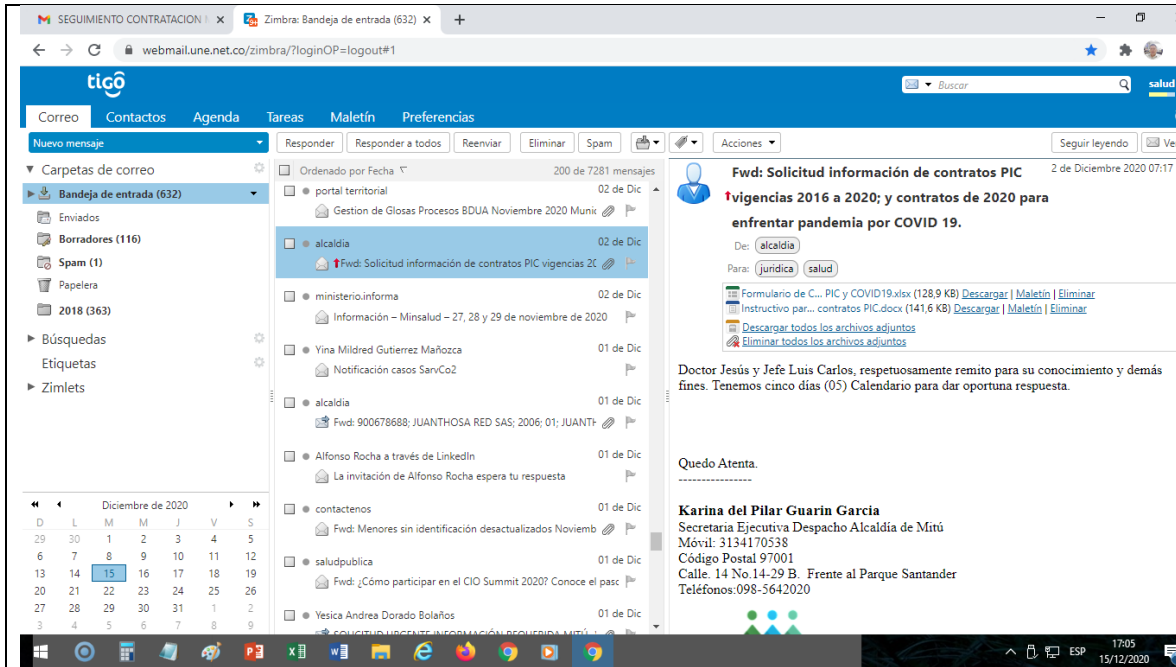 SEGUIMIENTO CONTRATACION
Zimbra: Bandeja de entrada (632)
webmail.une.net.co/zimbra/?loginOP=logout#1
tigo
Buscar
salud
Correo Contactos Agenda Tareas Maletín Preferencias
Nuevo mensaje
Responder Responder a todos Reenviar Eliminar Spam Acciones Seguir leyendo
Carpetas de correo
Bandeja de entrada (632)
Enviados
Borradores (116)
Spam (1)
Papelera
2018 (363)
Búsquedas
Etiquetas
Zimlets
Diciembre de 2020
D L M M J V S
29 30 1 2 3 4 5
6 7 8 9 10 11 12
13 14 15 16 17 18 19
20 21 22 23 24 25 26
27 28 29 30 31 1 2
3 4 5 6 7 8 9
Ordenado por Fecha 200 de 7281 mensajes
portal territorial 02 de Dic
Gestion de Glosas Procesos BDUA Noviembre 2020 Munic
alcaldia 02 de Dic
Fwd: Solicitud información de contratos PIC vigencias 20
ministerio.informa 02 de Dic
Información – Minsalud – 27, 28 y 29 de noviembre de 2020
Yina Mildred Gutierrez Mañozca 01 de Dic
Notificación casos SarvCo2
alcaldia 01 de Dic
Fwd: 900678688; JUANTHOSA RED SAS; 2006; 01; JUANTH
Alfonso Rocha a través de LinkedIn 01 de Dic
La invitación de Alfonso Rocha espera tu respuesta
contactenos 01 de Dic
Fwd: Menores sin identificación desactualizados Noviemb
saludpublica 01 de Dic
Fwd: ¿Cómo participar en el CIO Summit 2020? Conoce el paso
Yesica Andrea Dorado Bolaños 01 de Dic
Fwd: Solicitud información de contratos PIC 2 de Diciembre 2020 07:17
vigencias 2016 a 2020; y contratos de 2020 para
enfrentar pandemia por COVID 19.
De: alcaldia
Para: juridica salud
Formulario de C... PIC y COVID19.xlsx (128,9 KB) Descargar | Maletín | Eliminar
Instructivo par... contratos PIC.docx (141,6 KB) Descargar | Maletín | Eliminar
Descargar todos los archivos adjuntos
Eliminar todos los archivos adjuntos
Doctor Jesús y Jefe Luis Carlos, respetuosamente remito para su conocimiento y demás
fines. Tenemos cinco días (05) Calendario para dar oportuna respuesta.
Quedo Atenta.
----------------
Karina del Pilar Guarin Garcia
Secretaria Ejecutiva Despacho Alcaldía de Mitú
Móvil: 3134170538
Código Postal 97001
Calle. 14 No.14-29 B. Frente al Parque Santander
Teléfonos:098-5642020
ESP
17:05
15/12/2020